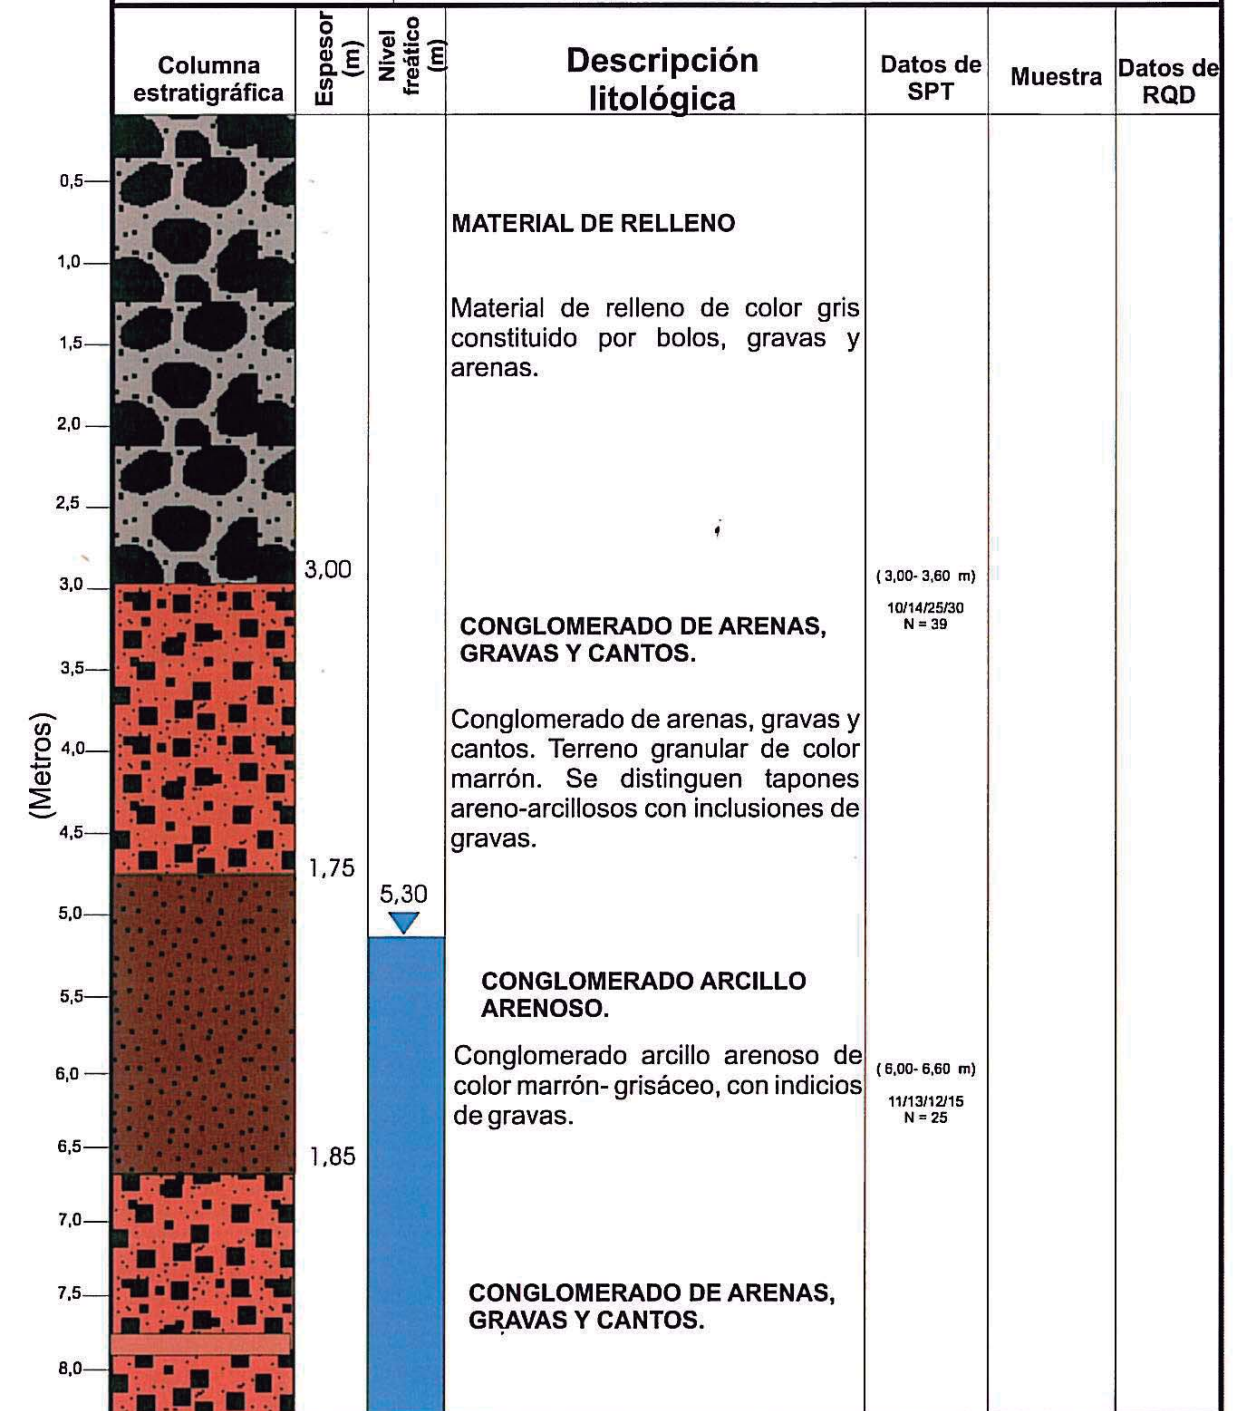 Columna
estratigráfica
Espesor
(m)
Nivel
freático
(m)
Descripción
litológica
Datos de
SPT
Muestra
Datos de
RQD
0,5
MATERIAL DE RELLENO
1,0
Material de relleno de color gris
constituido por bolos, gravas y
arenas.
1,5
2,0
2,5
3,00
3,0
(3,00- 3,60 m)
10/14/25/30
N = 39
CONGLOMERADO DE ARENAS,
GRAVAS Y CANTOS.
3,5
(Metros)
Conglomerado de arenas, gravas y
cantos. Terreno granular de color
marrón. Se distinguen tapones
areno-arcillosos con inclusiones de
gravas.
4,0
4,5
1,75
5,30
5,0
CONGLOMERADO ARCILLO
ARENOSO.
5,5
Conglomerado arcillo arenoso de
color marrón- grisáceo, con indicios
de gravas.
6,0
(6,00- 6,60 m)
11/13/12/15
N = 25
6,5
1,85
7,0
7,5
CONGLOMERADO DE ARENAS,
GRAVAS Y CANTOS.
8,0